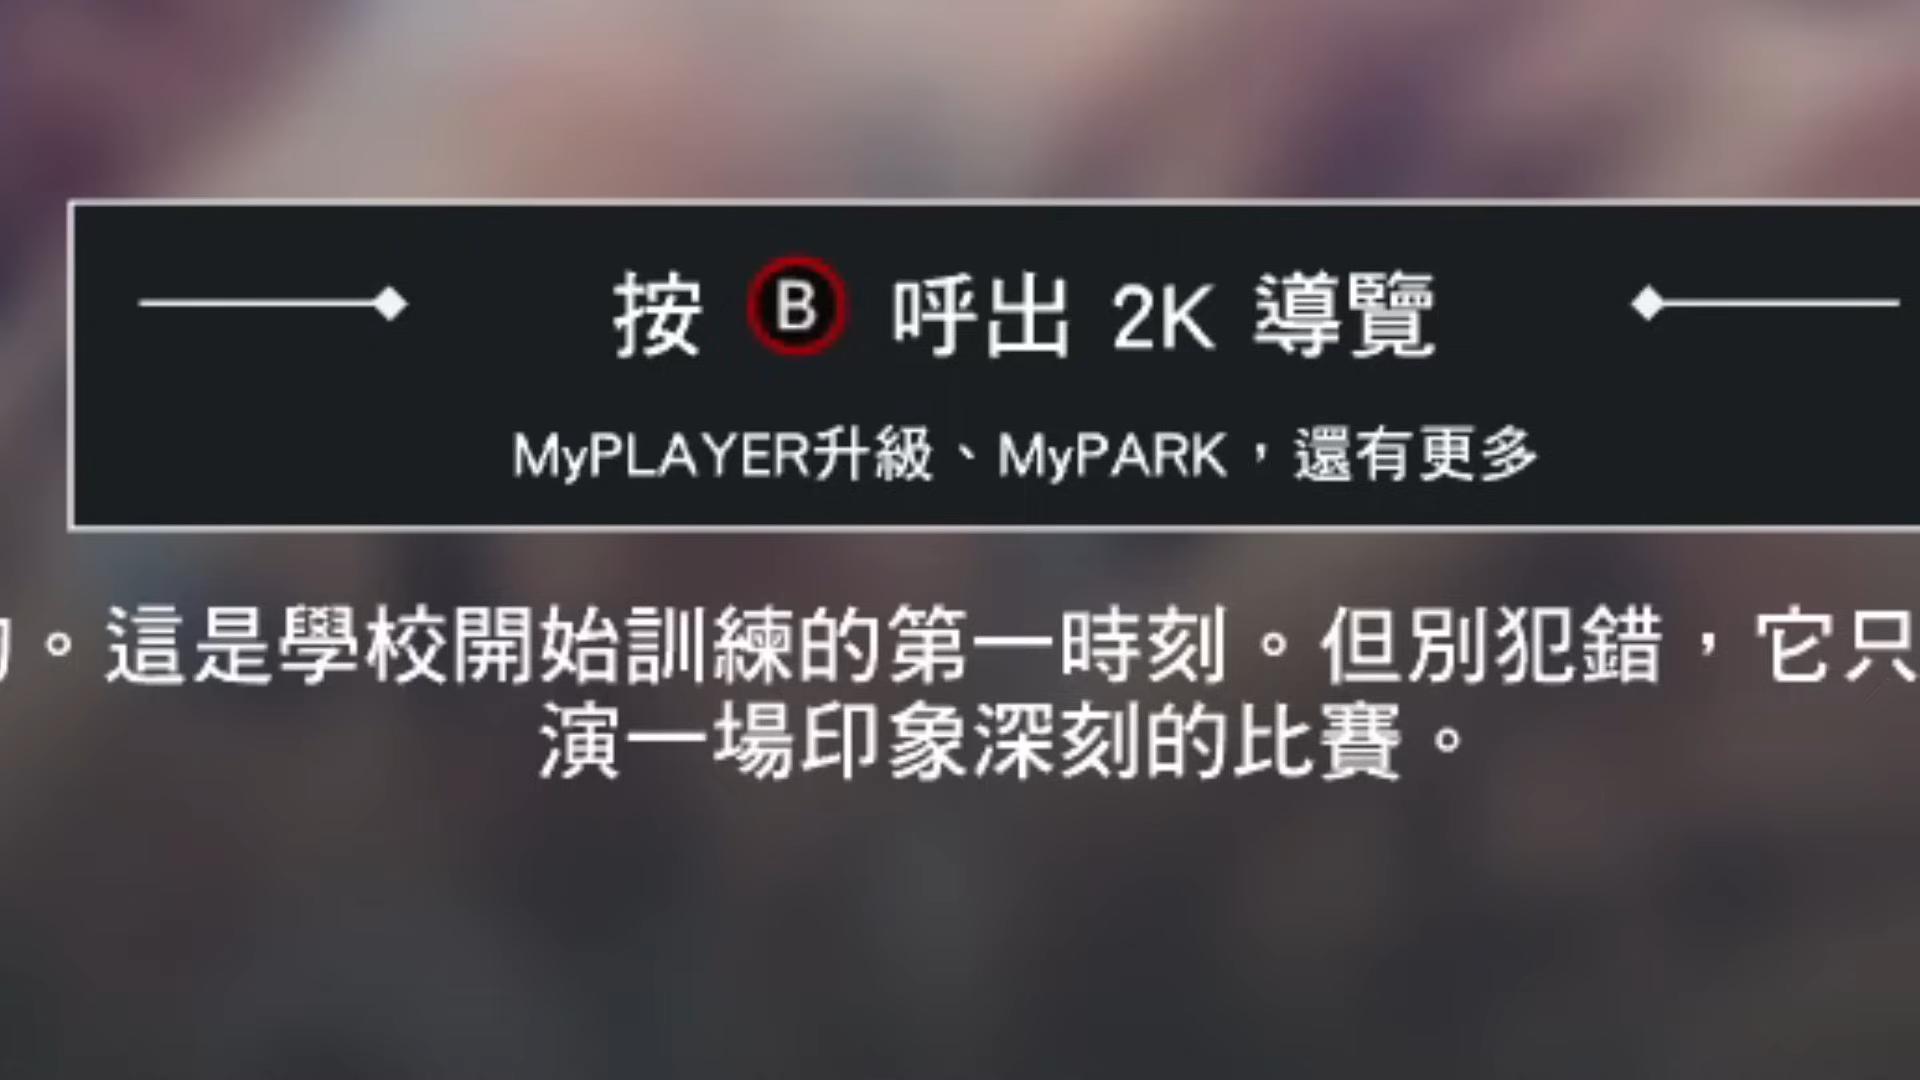 按 B 呼出 2K 導覽
MyPLAYER升級、MyPARK，還有更多
。這是學校開始訓練的第一時刻。但別犯錯，它只
演一場印象深刻的比賽。